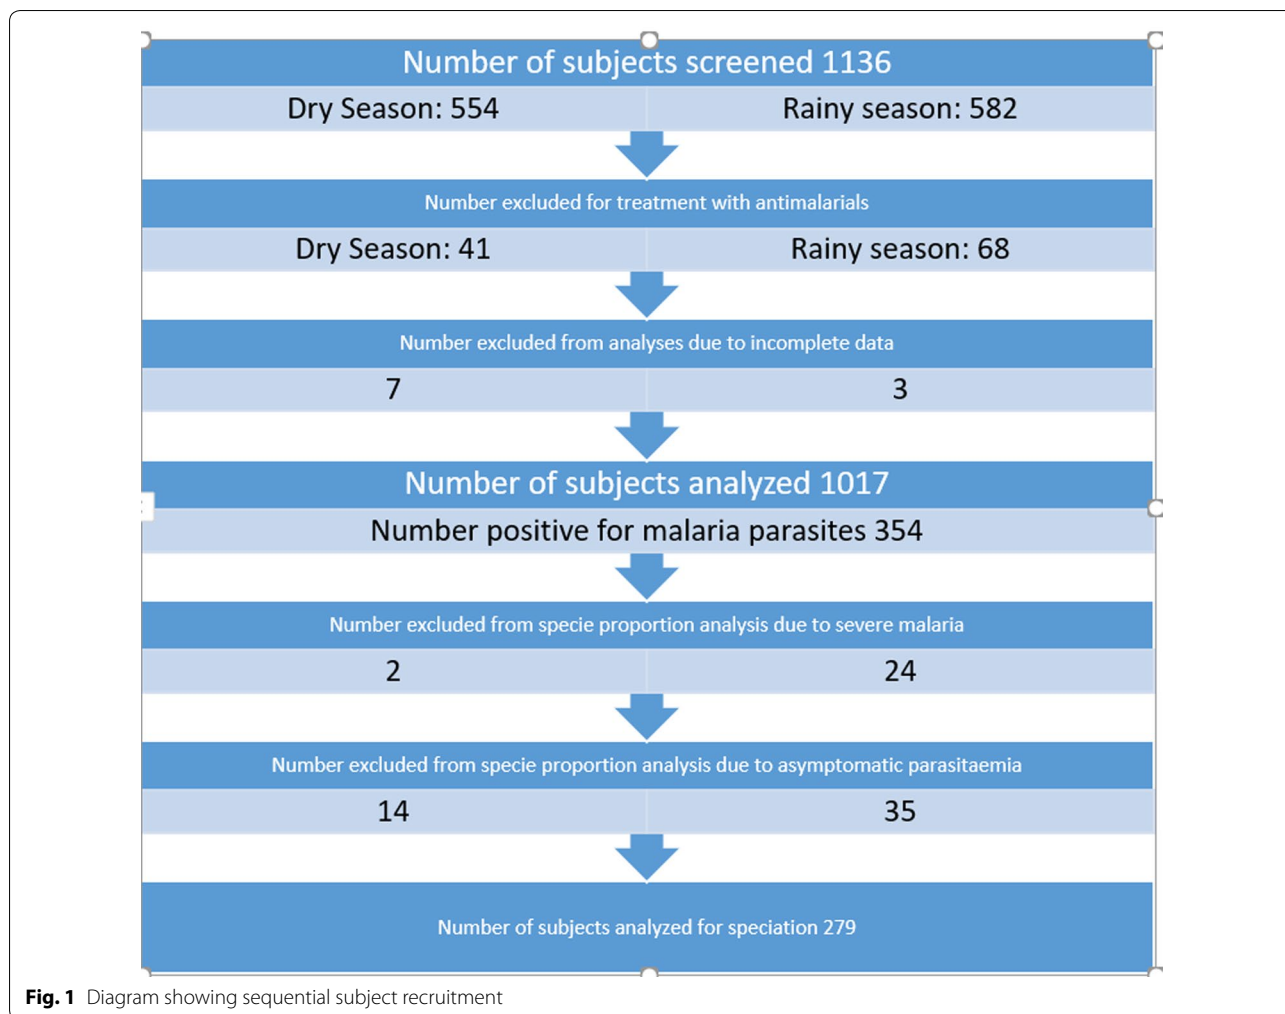 Number of subjects screened 1136
Dry Season: 554 Rainy season: 582
Number excluded for treatment with antimalarials
Dry Season: 41 Rainy season: 68
Number excluded from analyses due to incomplete data
7 3
Number of subjects analyzed 1017
Number positive for malaria parasites 354
Number excluded from specie proportion analysis due to severe malaria
2 24
Number excluded from specie proportion analysis due to asymptomatic parasitaemia
14 35
Number of subjects analyzed for speciation 279
Fig. 1 Diagram showing sequential subject recruitment